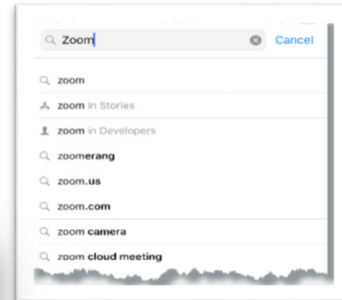 Zoom Cancel
zoom
zoom in Stories
zoom in Developers
zoomerang
zoom.us
zoom.com
zoom camera
zoom cloud meeting